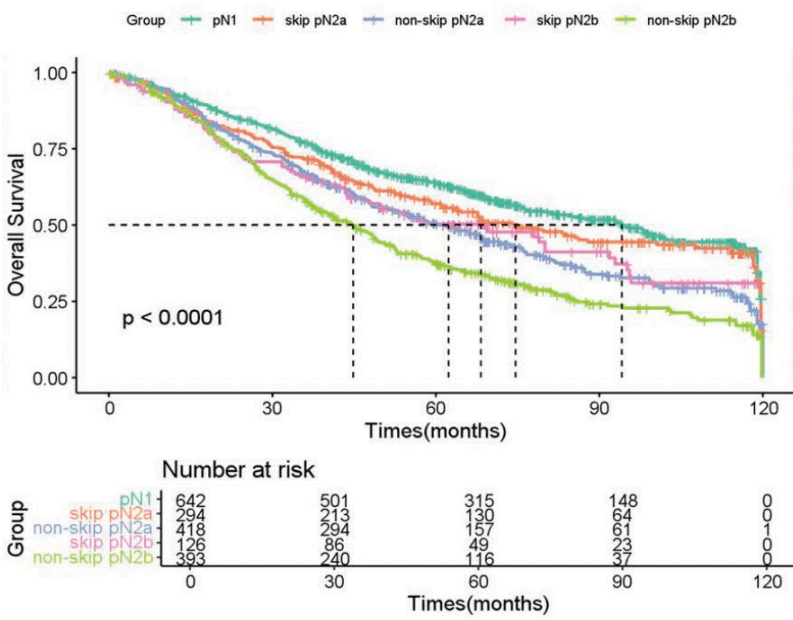 Group pN1 skip pN2a non-skip pN2a skip pN2b non-skip pN2b
1.00
0.75
0.50
0.25
0.00
Overall Survival
p < 0.0001
0 30 60 90 120
Times(months)
Number at risk
Group
pN1 642 501 315 148 0
skip pN2a 294 213 130 64 0
non-skip pN2a 418 294 157 61 1
skip pN2b 126 86 49 23 0
non-skip pN2b 393 240 116 37 0
0 30 60 90 120
Times(months)